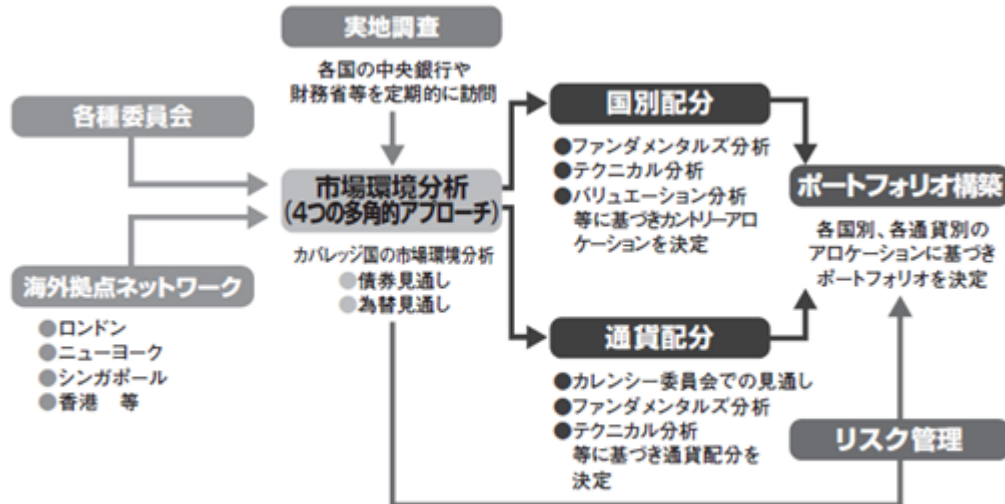 実地調査
各国の中央銀行や
財務省等を定期的に訪問
各種委員会
市場環境分析
(4つの多角的アプローチ)
カバレッジ国の市場環境分析
●債券見通し
●為替見通し
海外拠点ネットワーク
●ロンドン
●ニューヨーク
●シンガポール
●香港 等
国別配分
●ファンダメンタルズ分析
●テクニカル分析
●バリュエーション分析
等に基づきカントリーアロ
ケーションを決定
通貨配分
●カレンシー委員会での見通し
●ファンダメンタルズ分析
●テクニカル分析
等に基づき通貨配分を
決定
ポートフォリオ構築
各国別、各通貨別の
アロケーションに基づき
ポートフォリオを決定
リスク管理